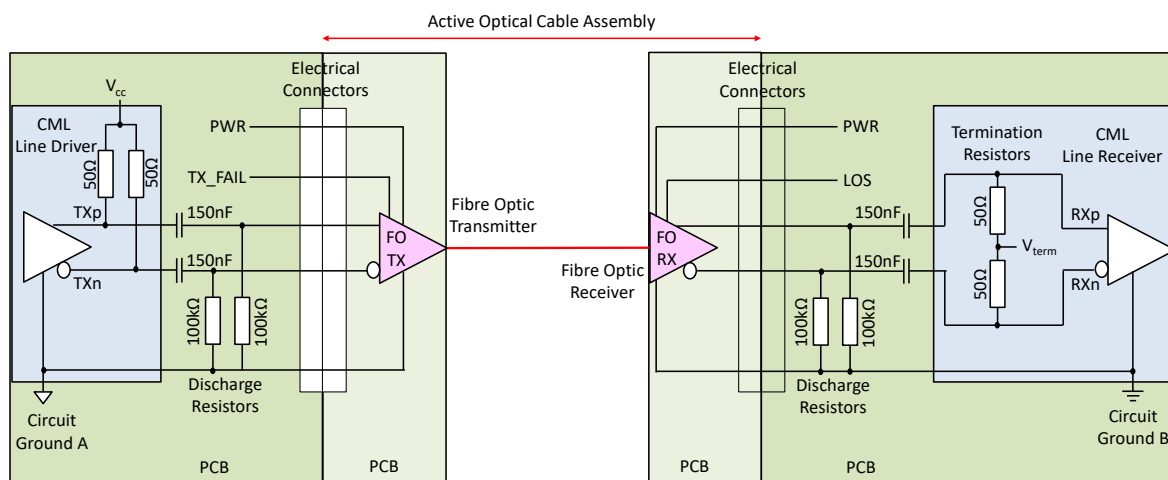 Active Optical Cable Assembly
Electrical
Connectors
Vcc
CML
Line Driver
50Ω
50Ω
PWR
TX_FAIL
TXp
150nF
TXn
150nF
FO
TX
100kΩ
100kΩ
Discharge
Resistors
Circuit
Ground A
PCB
PCB
Fibre Optic
Transmitter
Fibre Optic
Receiver
FO
RX
Electrical
Connectors
PWR
LOS
150nF
150nF
100kΩ
100kΩ
Discharge
Resistors
Termination
Resistors
50Ω
50Ω
Vterm
CML
Line Receiver
RXp
RXn
Circuit
Ground B
PCB
PCB